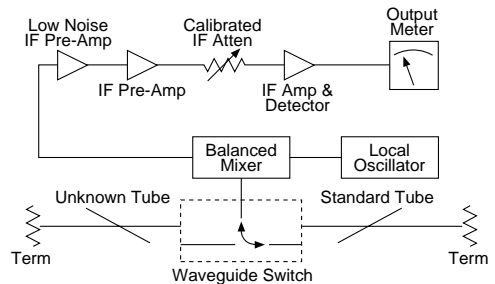 Low Noise
IF Pre-Amp
Calibrated
IF Atten
Output
Meter
IF Pre-Amp
IF Amp &
Detector
Balanced
Mixer
Local
Oscillator
Unknown Tube
Standard Tube
Term
Term
Waveguide Switch